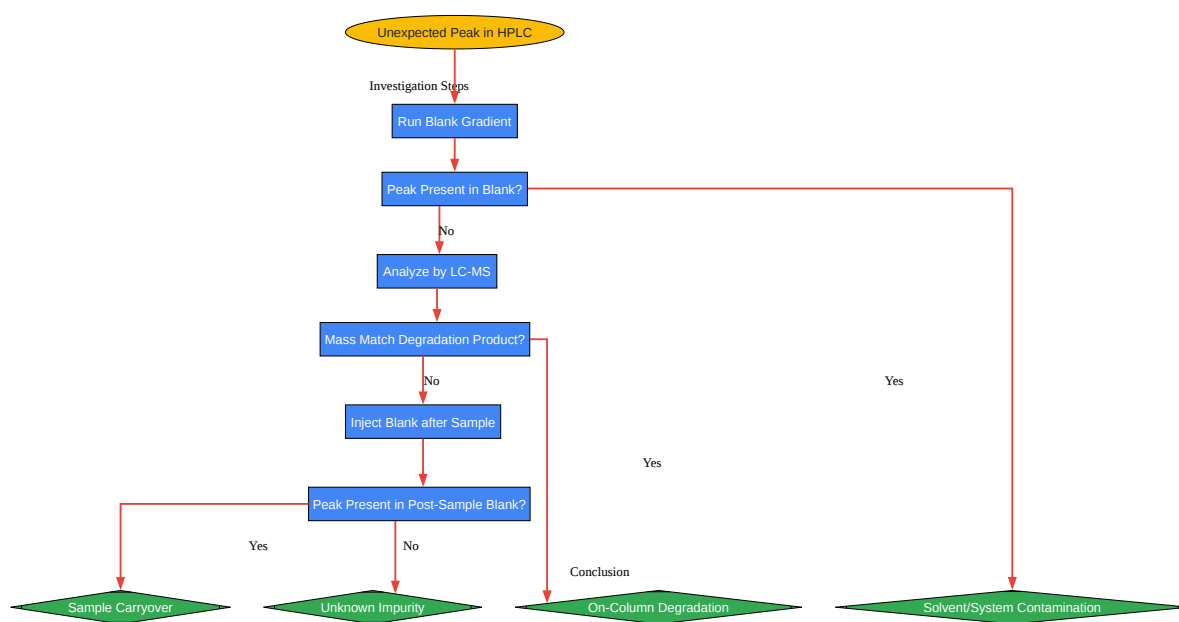 Unexpected Peak in HPLC
Investigation Steps
Run Blank Gradient
Peak Present in Blank?
No
Analyze by LC-MS
Mass Match Degradation Product?
No
Yes
Inject Blank after Sample
Yes
Peak Present in Post-Sample Blank?
Yes
No
Conclusion
Sample Carryover
Unknown Impurity
On-Column Degradation
Solvent/System Contamination